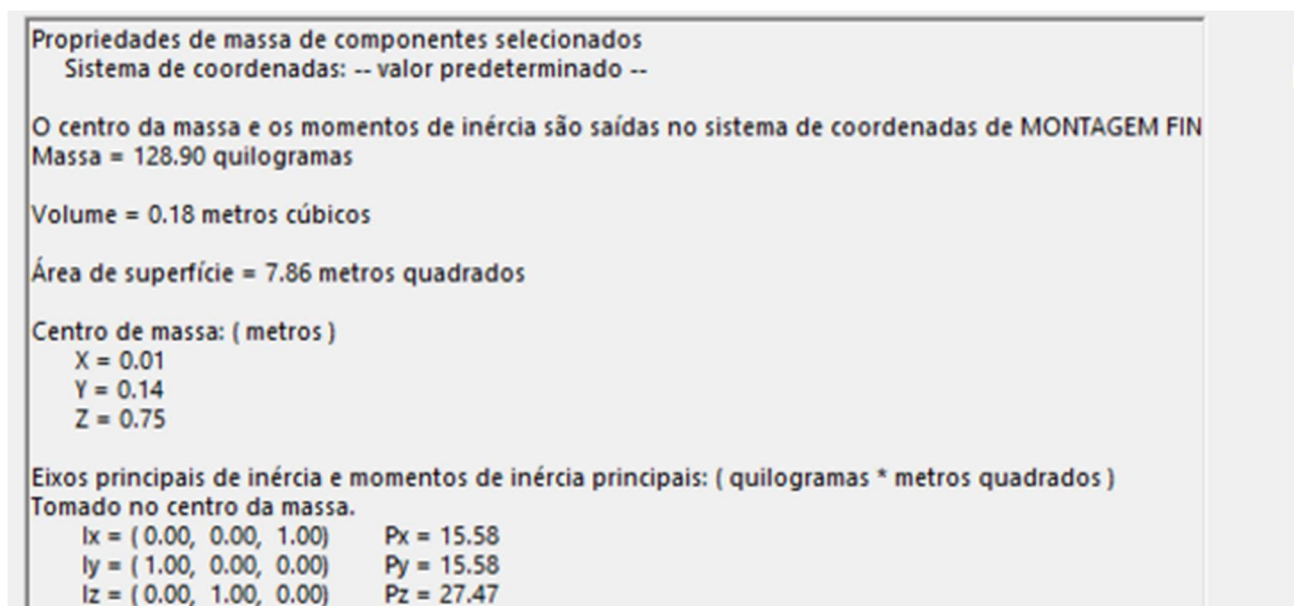 Propriedades de massa de componentes selecionados
Sistema de coordenadas: -- valor predeterminado --
O centro da massa e os momentos de inércia são saídas no sistema de coordenadas de MONTAGEM FIN
Massa = 128.90 quilogramas
Volume = 0.18 metros cúbicos
Área de superfície = 7.86 metros quadrados
Centro de massa: ( metros )
X = 0.01
Y = 0.14
Z = 0.75
Eixos principais de inércia e momentos de inércia principais: ( quilogramas * metros quadrados )
Tomado no centro da massa.
Ix = ( 0.00, 0.00, 1.00) Px = 15.58
Iy = ( 1.00, 0.00, 0.00) Py = 15.58
Iz = ( 0.00, 1.00, 0.00) Pz = 27.47